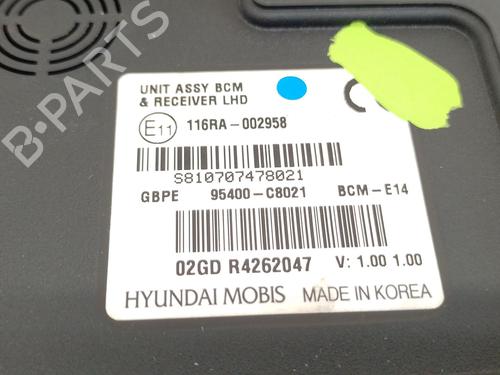 UNIT ASSY BCM
& RECEIVER LHD
E11 116RA-002958
S810707478021
GBPE 95400-C8021 BCM-E14
02GD R4262047 V: 1.00 1.00
HYUNDAI MOBIS MADE IN KOREA
B-PARTS